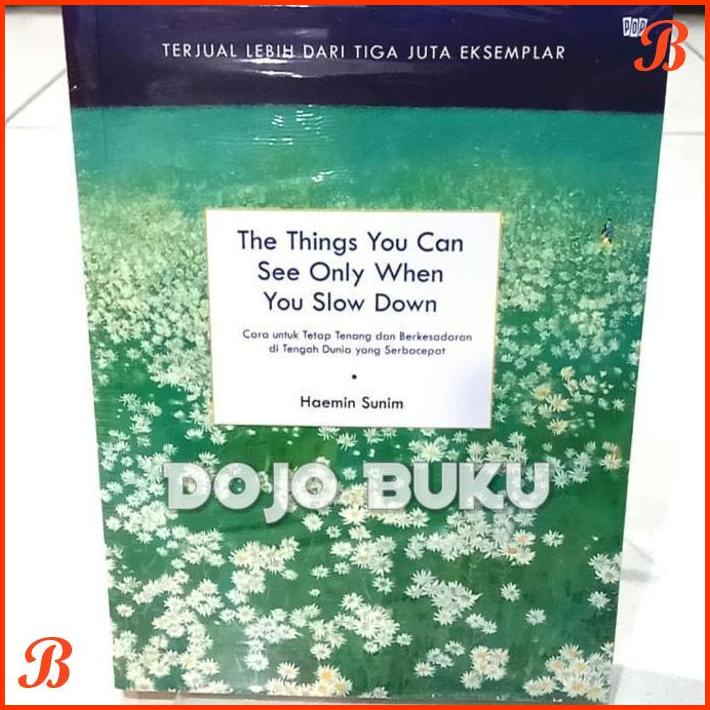 TERJUAL LEBIH DARI TIGA JUTA EKSEMPLAR
POP
B
The Things You Can
See Only When
You Slow Down
Cara untuk Tetap Tenang dan Berkesadaran
di Tengah Dunia yang Serbacepat
Haemin Sunim
DOJO BUKU
B